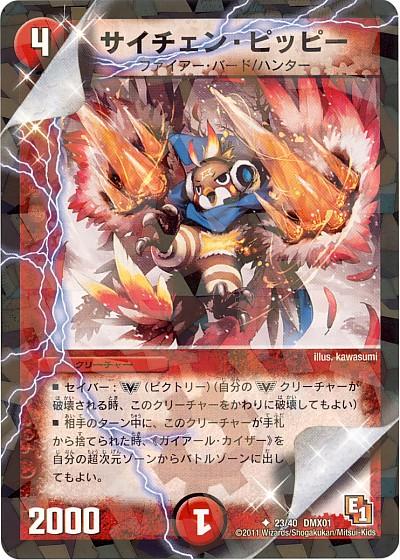 4
サイチェン・ピッピー
ファイアー・バード/ハンター
illus. kawasumi
クリーチャー
■ セイバー:V(ビクトリー)(自分のVクリーチャーが
破壊される時、このクリーチャーをかわりに破壊してもよい)
■ 相手のターン中に、このクリーチャーが手札
から捨てられた時、《ガイアール・カイザー》を
自分の超次元ゾーンからバトルゾーンに出し
てもよい。
2000
1
E1
◆ 23/40 DMX01
©2011 Wizards/Shogakukan/Mitsui-Kids